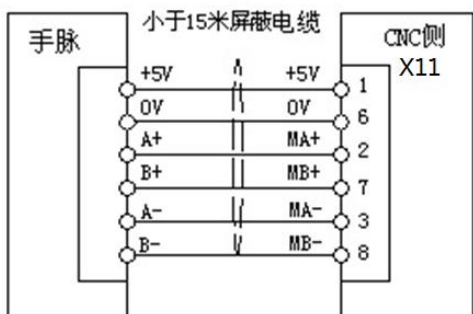 小于15米屏蔽电缆
手脉
CNC侧
X11
+5V +5V 1
0V 0V 6
A+ MA+ 2
B+ MB+ 7
A- MA- 3
B- MB- 8